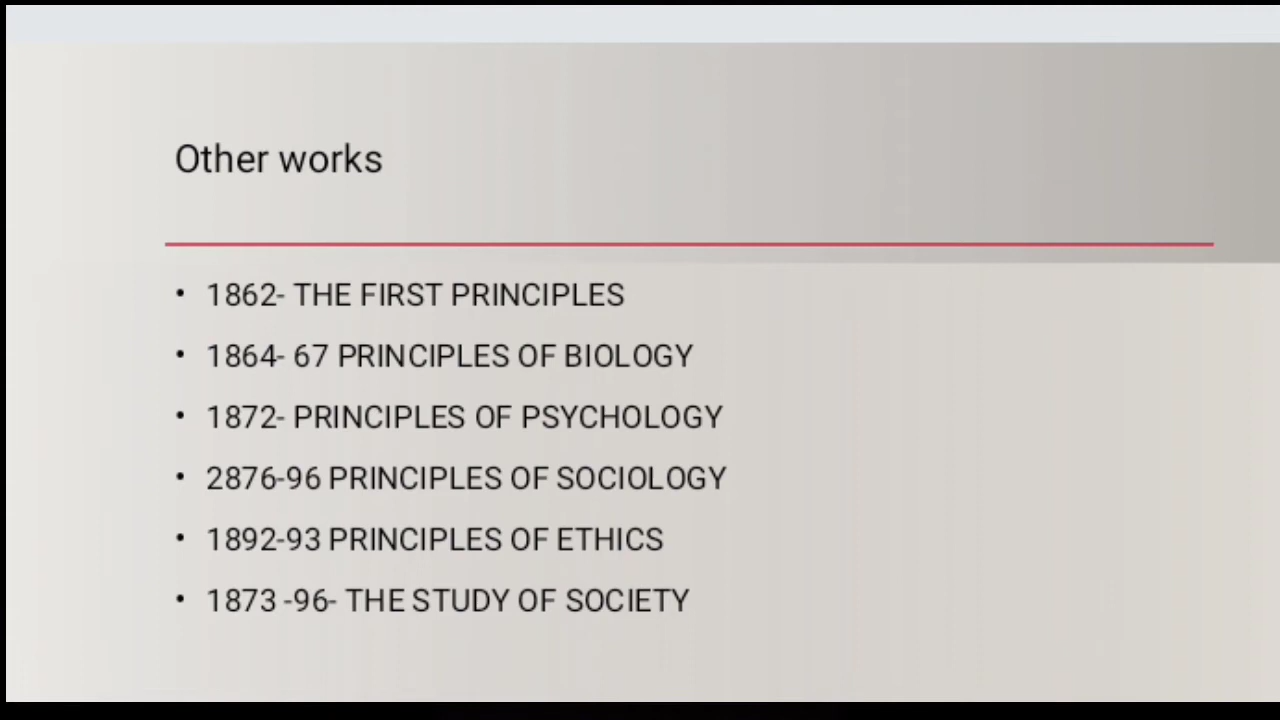 Other works
• 1862- THE FIRST PRINCIPLES
• 1864- 67 PRINCIPLES OF BIOLOGY
• 1872- PRINCIPLES OF PSYCHOLOGY
• 2876-96 PRINCIPLES OF SOCIOLOGY
• 1892-93 PRINCIPLES OF ETHICS
• 1873 -96- THE STUDY OF SOCIETY